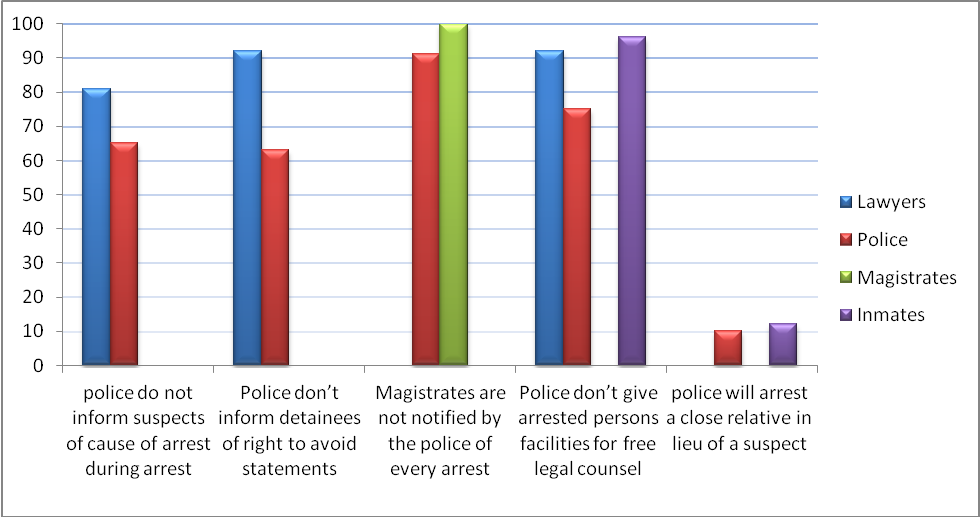 100
90
80
70
60
50
40
30
20
10
0
police do not
inform suspects
of cause of arrest
during arrest
Police don't
inform detainees
of right to avoid
statements
Magistrates are
not notified by
the police of
every arrest
Police don't give
arrested persons
facilities for free
legal counsel
police will arrest
a close relative in
lieu of a suspect
Lawyers
Police
Magistrates
Inmates